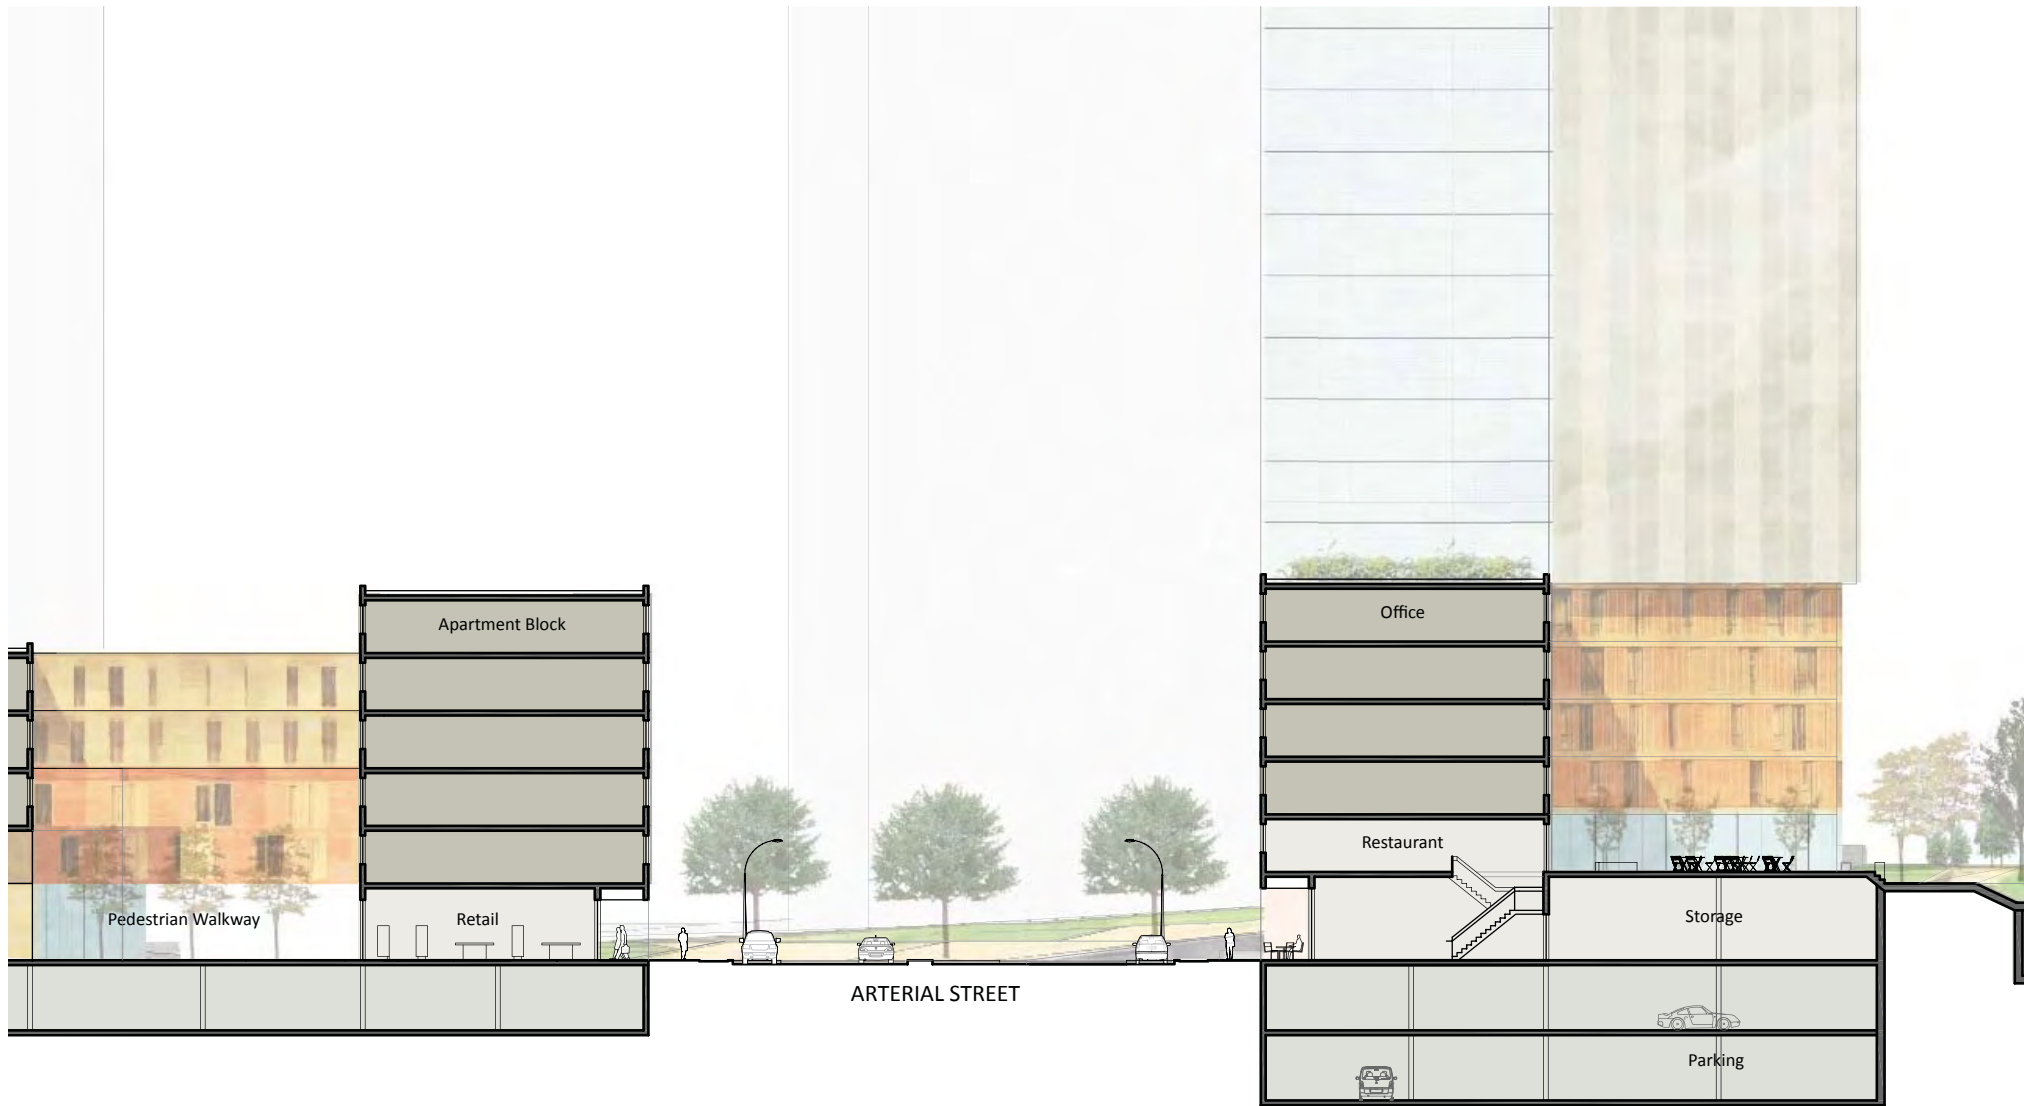 Apartment Block
Office
Restaurant
Pedestrian Walkway
Retail
Storage
ARTERIAL STREET
Parking